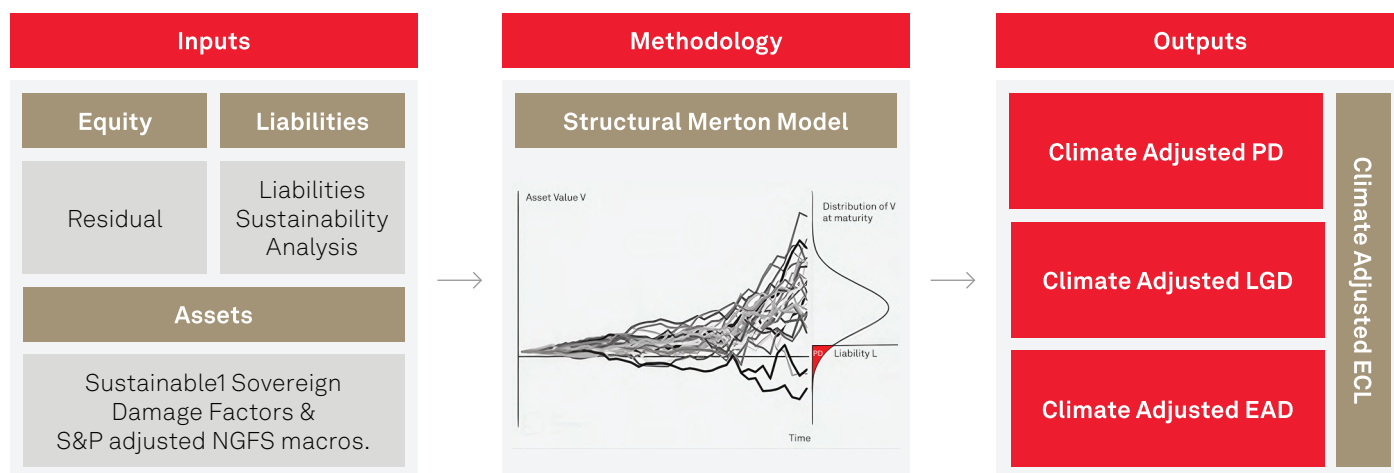 Inputs
Equity
Liabilities
Residual
Liabilities
Sustainability
Analysis
Assets
Sustainable1 Sovereign
Damage Factors &
S&P adjusted NGFS macros.
Methodology
Structural Merton Model
Asset Value V
Distribution of V
at maturity
PD
Liability L
Time
Outputs
Climate Adjusted PD
Climate Adjusted LGD
Climate Adjusted EAD
Climate Adjusted ECL